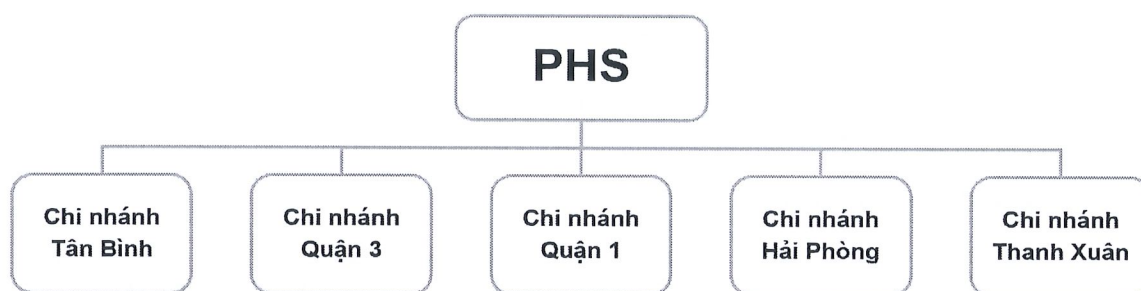 PHS
Chi nhánh
Tân Bình
Chi nhánh
Quận 3
Chi nhánh
Quận 1
Chi nhánh
Hải Phòng
Chi nhánh
Thanh Xuân